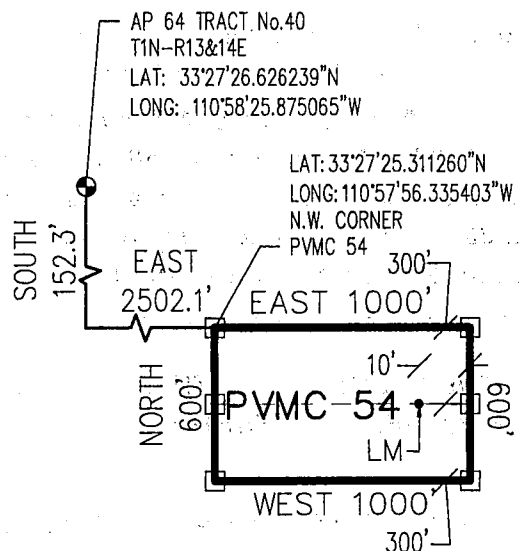 AP 64 TRACT No.40
T1N-R13&14E
LAT: 33°27'26.626239"N
LONG: 110°58'25.875065"W
LAT: 33°27'25.311260"N
LONG: 110°57'56.335403"W
N.W. CORNER
PVMC 54
SOUTH
152.3'
EAST
2502.1'
300'
EAST 1000'
10'
NORTH
600'
PVMC 54
600'
LM
WEST 1000'
300'